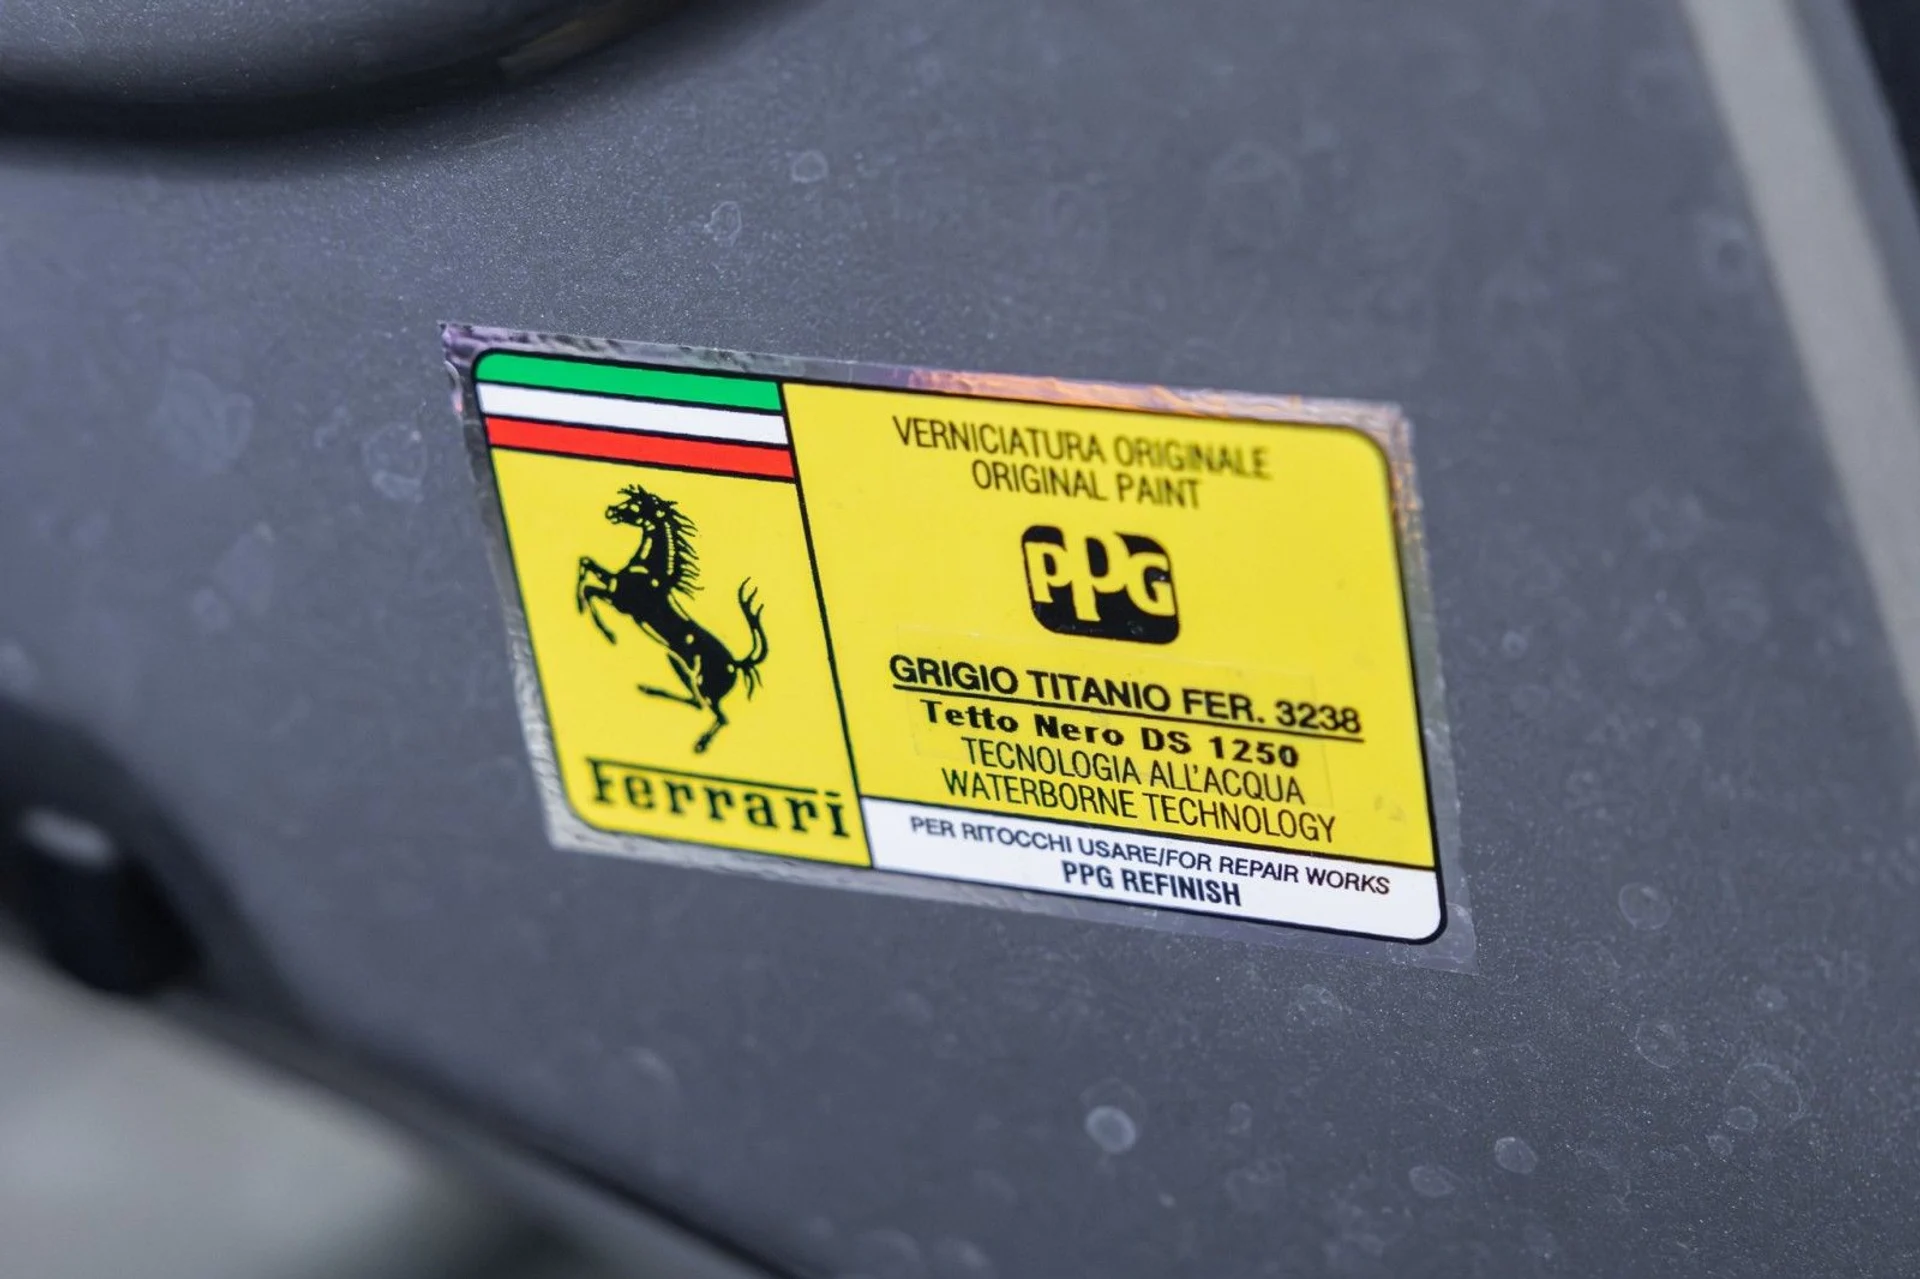 VERNICIATURA ORIGINALE
ORIGINAL PAINT
PPG
GRIGIO TITANIO FER. 3238
Tetto Nero DS 1250
TECNOLOGIA ALL'ACQUA
WATERBORNE TECHNOLOGY
Ferrari
PER RITOCCHI USARE/FOR REPAIR WORKS
PPG REFINISH